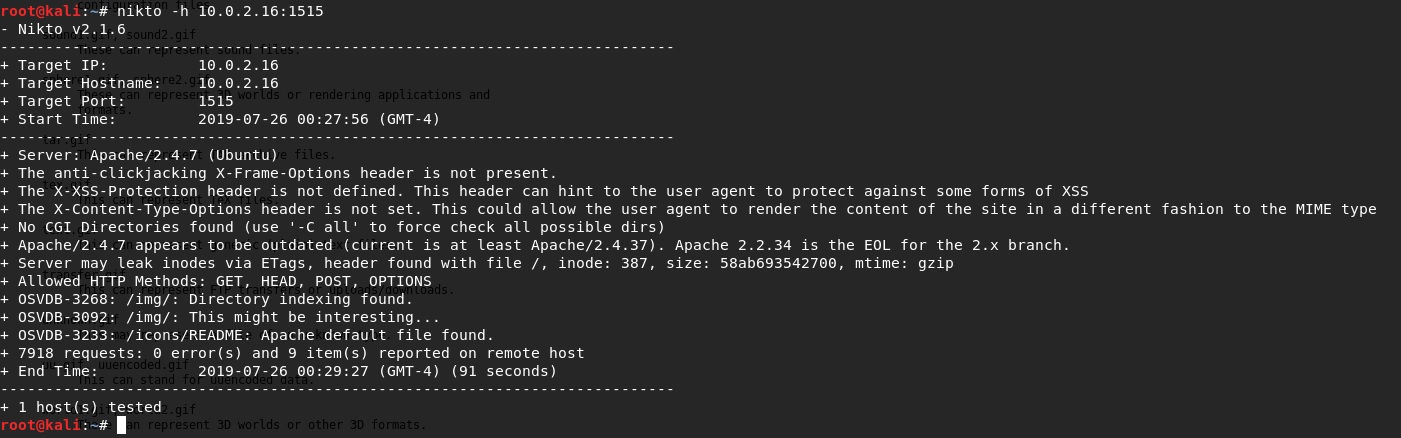 root@kali:~# nikto -h 10.0.2.16:1515
- Nikto v2.1.6
---------------------------------------------------------------------------
+ Target IP:          10.0.2.16
+ Target Hostname:    10.0.2.16
+ Target Port:        1515
+ Start Time:         2019-07-26 00:27:56 (GMT-4)
---------------------------------------------------------------------------
+ Server: Apache/2.4.7 (Ubuntu)
+ The anti-clickjacking X-Frame-Options header is not present.
+ The X-XSS-Protection header is not defined. This header can hint to the user agent to protect against some forms of XSS
+ The X-Content-Type-Options header is not set. This could allow the user agent to render the content of the site in a different fashion to the MIME type
+ No CGI Directories found (use '-C all' to force check all possible dirs)
+ Apache/2.4.7 appears to be outdated (current is at least Apache/2.4.37). Apache 2.2.34 is the EOL for the 2.x branch.
+ Server may leak inodes via ETags, header found with file /, inode: 387, size: 58ab693542700, mtime: gzip
+ Allowed HTTP Methods: GET, HEAD, POST, OPTIONS
+ OSVDB-3268: /img/: Directory indexing found.
+ OSVDB-3092: /img/: This might be interesting...
+ OSVDB-3233: /icons/README: Apache default file found.
+ 7918 requests: 0 error(s) and 9 item(s) reported on remote host
+ End Time:           2019-07-26 00:29:27 (GMT-4) (91 seconds)
---------------------------------------------------------------------------
+ 1 host(s) tested
root@kali:~#